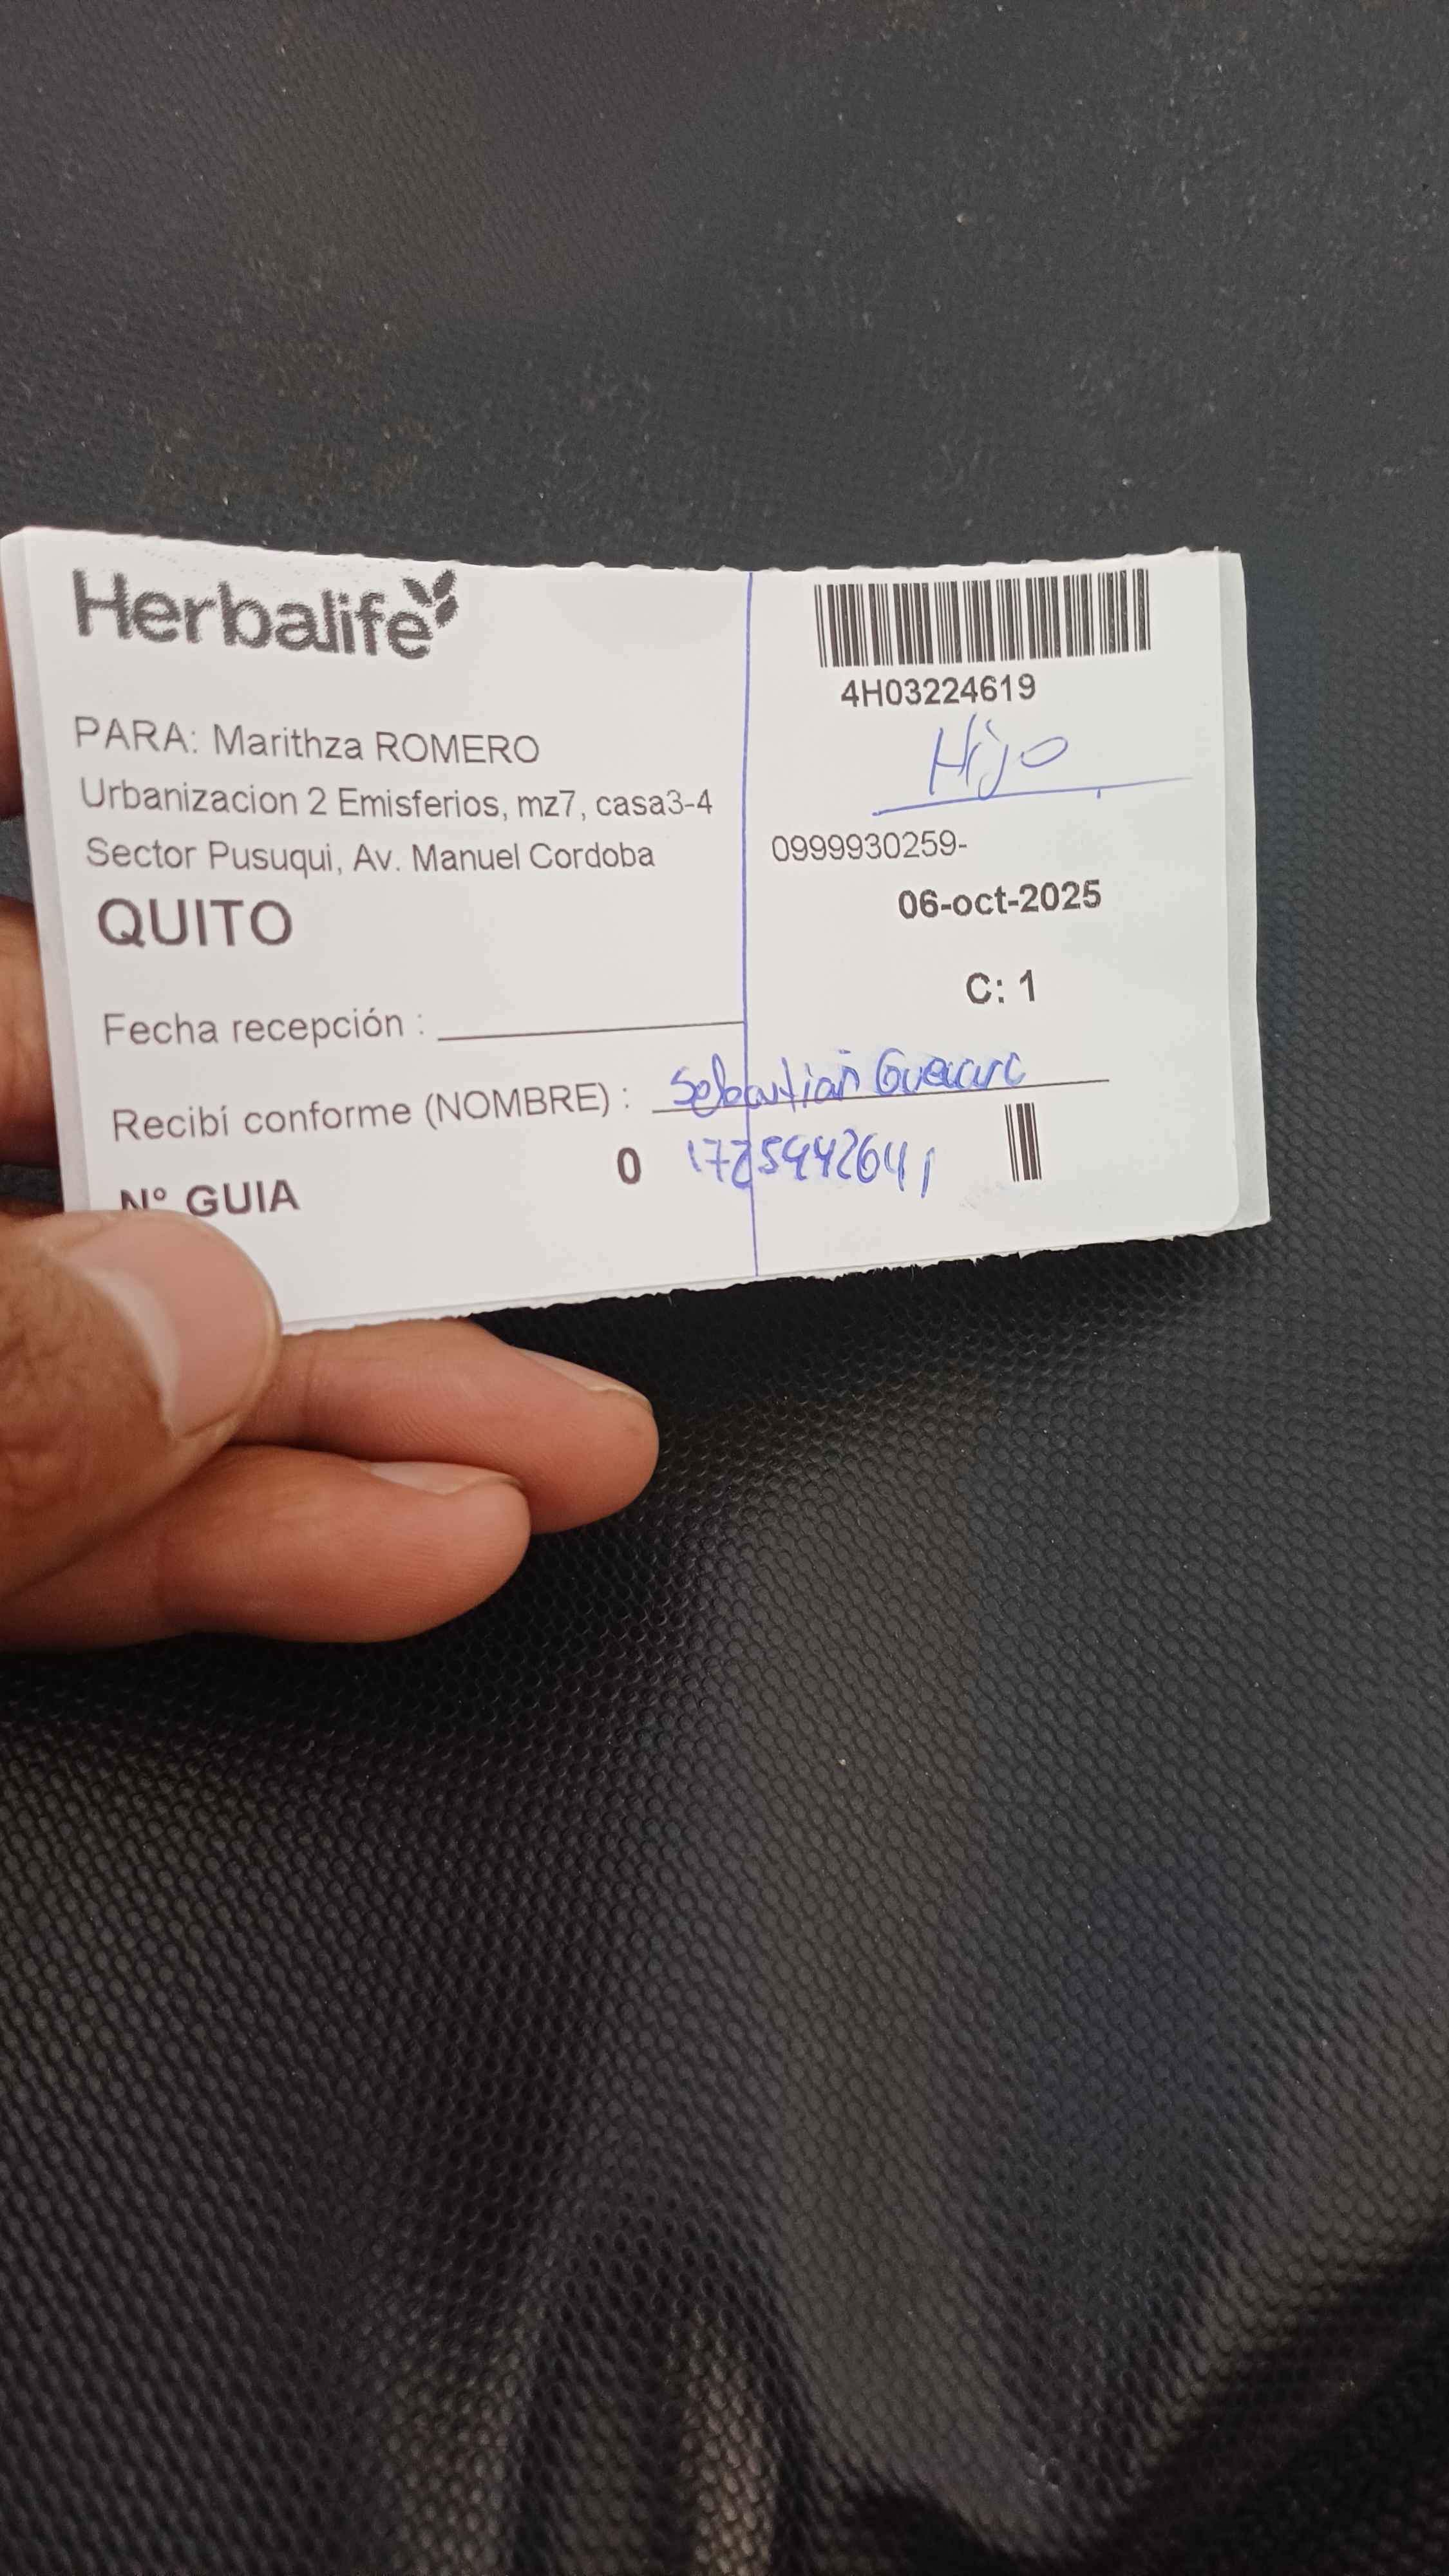 Herbalife
PARA: Marithza ROMERO
Urbanizacion 2 Emisferios, mz7, casa3-4
Sector Pusuqui, Av. Manuel Cordoba
QUITO
4H03224619
Hijo
0999930259-
06-oct-2025
C: 1
Fecha recepción :
Recibí conforme (NOMBRE) : Sebastian
Nº GUIA 0